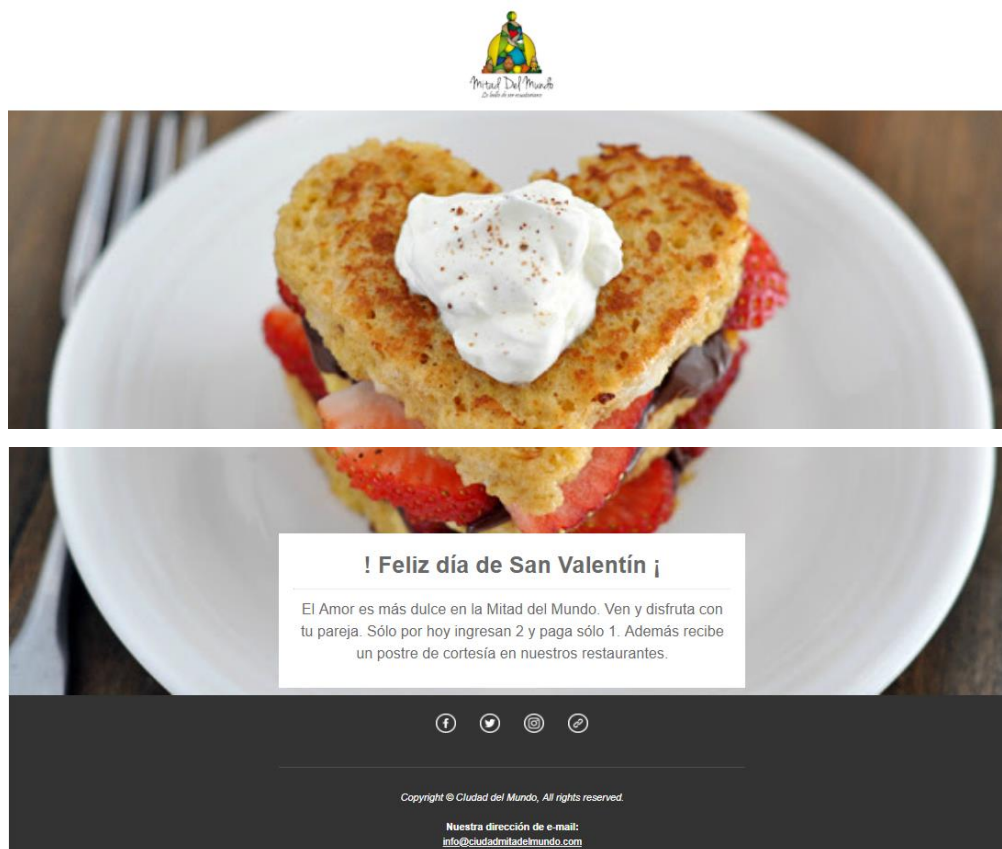 Mitad Del Mundo
! Feliz día de San Valentín ¡
El Amor es más dulce en la Mitad del Mundo. Ven y disfruta con
tu pareja. Sólo por hoy ingresan 2 y paga sólo 1. Además recibe
un postre de cortesía en nuestros restaurantes.
Copyright © CIudad del Mundo, All rights reserved.
Nuestra dirección de e-mail:
info@ciudadmitadelmundo.com